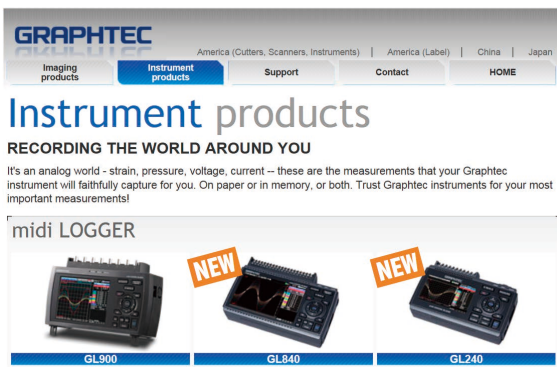 GRAPHTEC
America (Cutters, Scanners, Instruments) | America (Label) | China | Japan
Imaging products
Instrument products
Support
Contact
HOME
Instrument products
RECORDING THE WORLD AROUND YOU
It's an analog world - strain, pressure, voltage, current -- these are the measurements that your Graphtec
instrument will faithfully capture for you. On paper or in memory, or both. Trust Graphtec instruments for your most
important measurements!
midi LOGGER
NEW
NEW
GL900
GL840
GL240